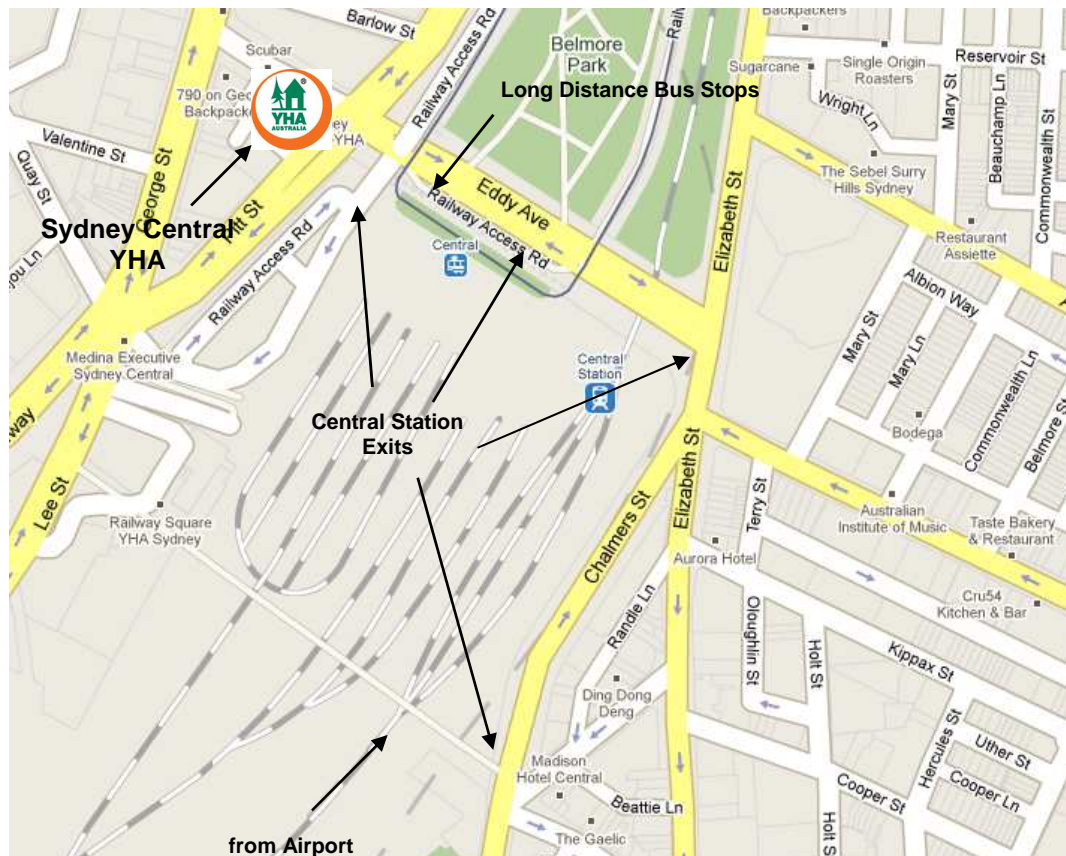 Barlow St
Scubar
790 on Geo
Backpackers
YHA
AUSTRALIA
ney
YHA
Valentine St
Quay St
George St
Pitt St
Sydney Central
YHA
Railway Access Rd
Railway Access Rd
Belmore
Park
Long Distance Bus Stops
Eddy Ave
Railway Access Rd
Central
Elizabeth St
Backpackers
Sugarcane
Single Origin
Roasters
Reservoir St
Wright Ln
Mary St
Beauchamp Ln
Commonwealth St
The Sebel Surry
Hills Sydney
Restaurant
Assiette
Albion Way
Mary St
Mary Ln
Commonwealth Ln
Belmore St
Bodega
Medina Executive
Sydney Central
Central
Station
Central Station
Exits
way
Lee St
Railway Square
YHA Sydney
Chalmers St
Elizabeth St
Terry St
Australian
Institute of Music
Taste Bakery
& Restaurant
Aurora Hotel
Cru54
Kitchen & Bar
Randle Ln
Oloughlin St
Holt St
Kippax St
Ding Dong
Deng
Hercules St
Uther St
Cooper Ln
Cooper St
Madison
Hotel Central
Beattie Ln
The Gaelic
Holt St
from Airport